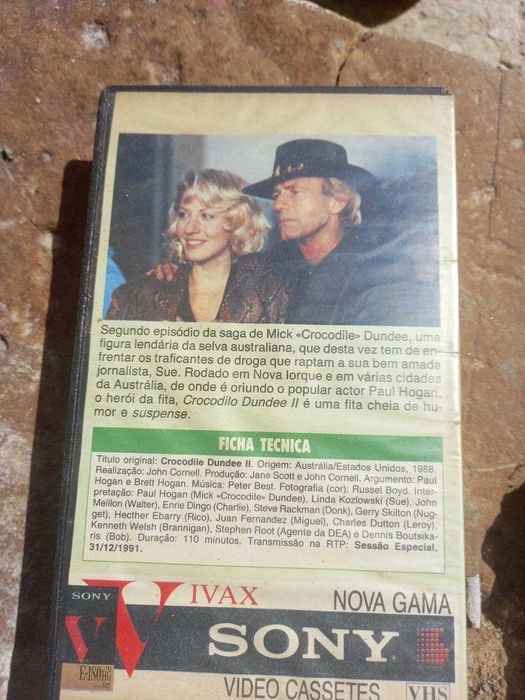 Segundo episódio da saga de Mick «Crocodile» Dundee, uma
figura lendária da selva australiana, que desta vez tem de en-
frentar os traficantes de droga que raptam a sua bem amada
jornalista, Sue. Rodado em Nova Iorque e em várias cidades
da Austrália, de onde é oriundo o popular actor Paul Hogan,
o herói da fita, Crocodilo Dundee II é uma fita cheia de hu-
mor e suspense.
FICHA TECNICA
Título original: Crocodile Dundee II. Origem: Austrália/Estados Unidos, 1988.
Realização: John Cornell. Produção: Jane Scott e John Cornell. Argumento: Paul
Hogan e Brett Hogan. Música: Peter Best. Fotografia (cor): Russel Boyd. Inter-
pretação: Paul Hogan (Mick «Crocodile» Dundee), Linda Kozlowski (Sue), John
Meillon (Walter), Enrie Dingo (Charlie), Steve Rackman (Donk), Gerry Skilton (Nug-
get), Hecther Ebarry (Rico), Juan Fernandez (Miguel), Charles Dutton (Leroy),
Kenneth Welsh (Brannigan), Stephen Root (Agente da DEA) e Dennis Boutsika-
ris (Bob). Duração: 110 minutos. Transmissão na RTP: Sessão Especial,
31/12/1991.
SONY V IVAX NOVA GAMA
V SONY
E-180HG VIDEO CASSETES VHS